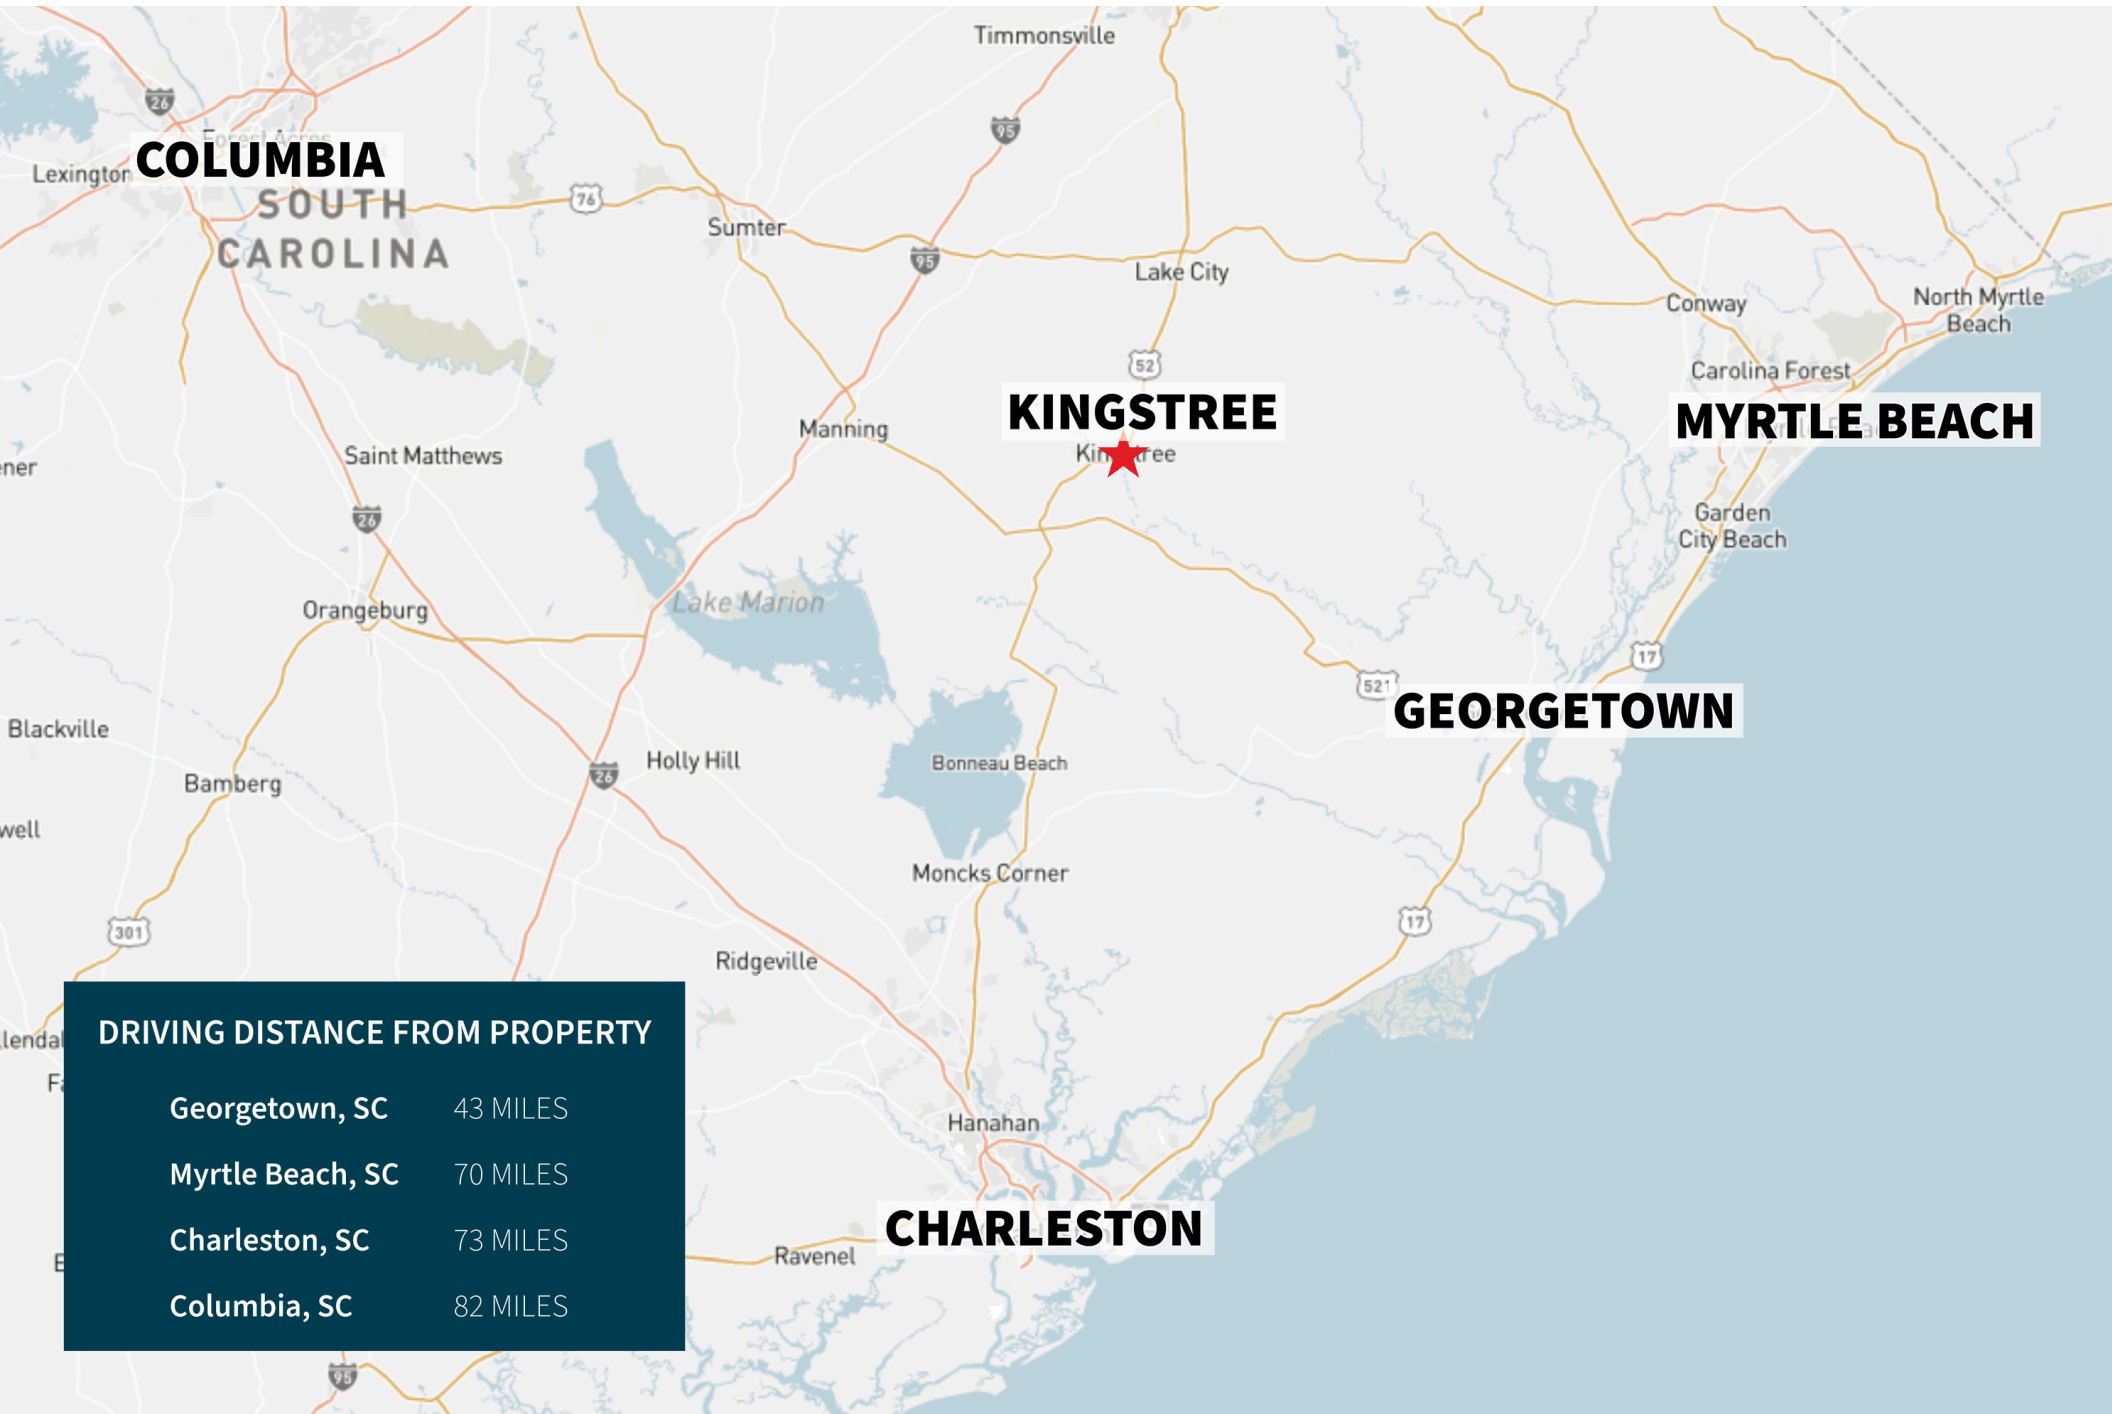 Timmonsville
26
95
Forest Acres
COLUMBIA
Lexington
SOUTH
CAROLINA
76
Sumter
95
Lake City
Conway
North Myrtle
Beach
52
Carolina Forest
KINGSTREE
MYRTLE BEACH
Manning
Saint Matthews
26
Garden
City Beach
Lake Marion
Orangeburg
17
521
GEORGETOWN
Blackville
Holly Hill
Bonneau Beach
26
Bamberg
Moncks Corner
17
301
Ridgeville
Hanahan
CHARLESTON
Ravenel
95
DRIVING DISTANCE FROM PROPERTY
Georgetown, SC 43 MILES
Myrtle Beach, SC 70 MILES
Charleston, SC 73 MILES
Columbia, SC 82 MILES